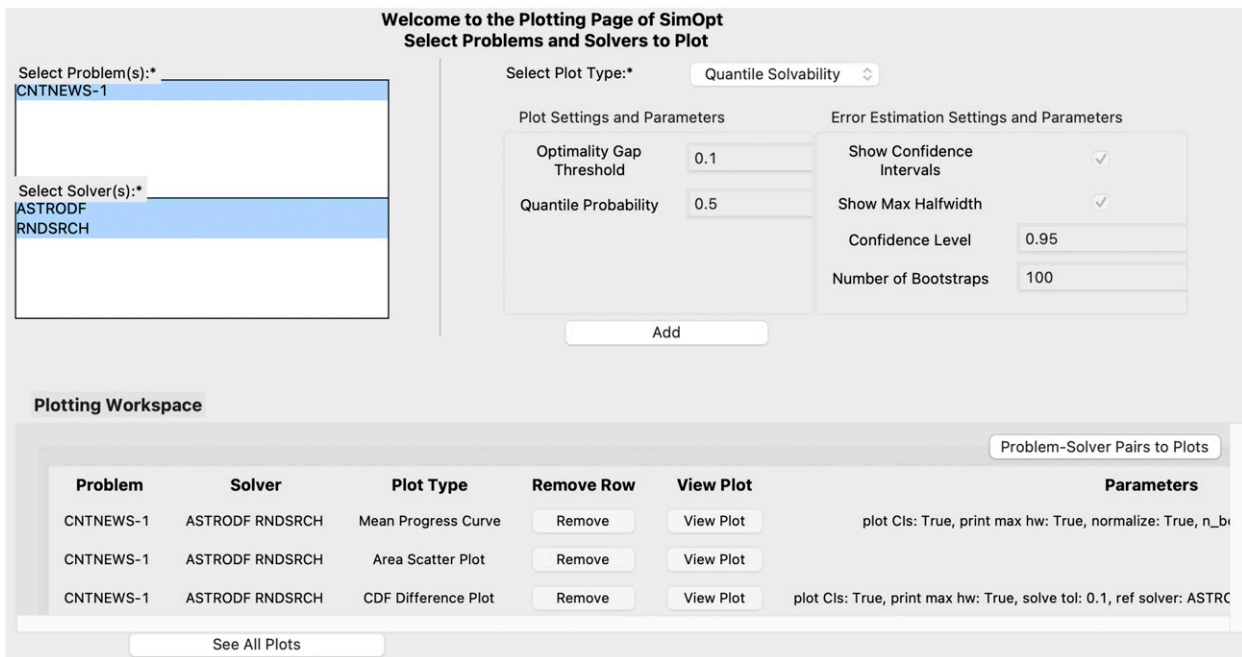 Welcome to the Plotting Page of SimOpt
Select Problems and Solvers to Plot
Select Problem(s):*
CNTNEWS-1
Select Solver(s):*
ASTRODF
RNDSRCH
Select Plot Type:* Quantile Solvability
Plot Settings and Parameters
Optimality Gap
Threshold
0.1
Quantile Probability 0.5
Error Estimation Settings and Parameters
Show Confidence
Intervals
Show Max Halfwidth
Confidence Level 0.95
Number of Bootstraps 100
Add
Plotting Workspace
Problem-Solver Pairs to Plots
Problem Solver Plot Type Remove Row View Plot Parameters
CNTNEWS-1 ASTRODF RNDSRCH Mean Progress Curve Remove View Plot plot CIs: True, print max hw: True, normalize: True, n_b
CNTNEWS-1 ASTRODF RNDSRCH Area Scatter Plot Remove View Plot
CNTNEWS-1 ASTRODF RNDSRCH CDF Difference Plot Remove View Plot plot CIs: True, print max hw: True, solve tol: 0.1, ref solver: ASTR
See All Plots